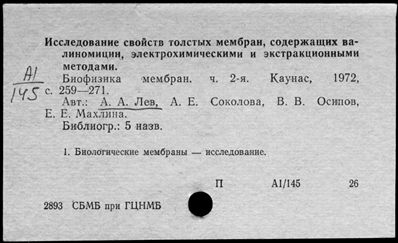 Исследование свойств толстых мембран, содержащих ва-
линомицин, электрохимическими и экстракционными
методами.
А1/145
Биофизика мембран. ч. 2-я. Каунас, 1972,
с. 259—271.
Авт.: А. А. Лев, А. Е. Соколова, В. В. Осипов,
Е. Е. Махлина.
Библиогр.: 5 назв.
1. Биологические мембраны — исследование.
П А1/145 26
2893 СБМБ при ГЦНМБ